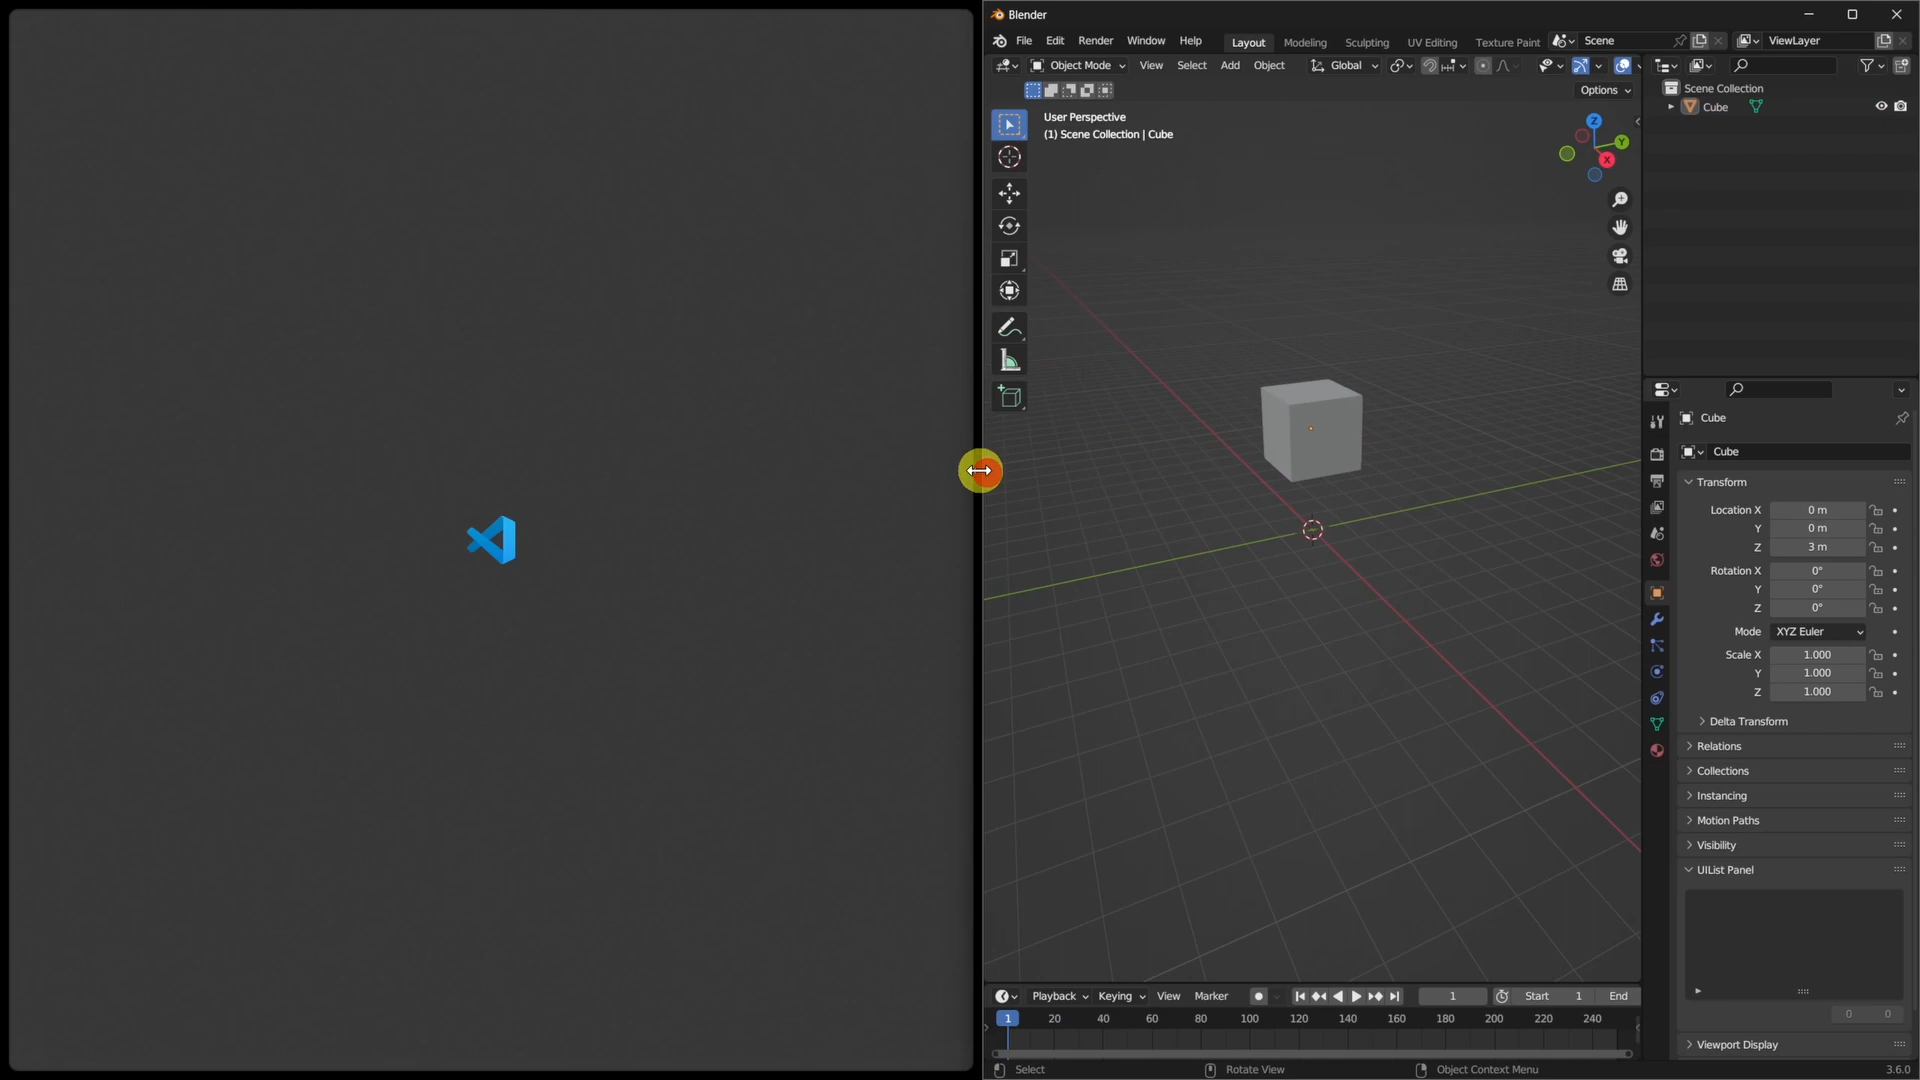 Blender
File Edit Render Window Help Layout Modeling Sculpting UV Editing Texture Paint Scene ViewLayer
Object Mode View Select Add Object Global
Options
User Perspective
(1) Scene Collection | Cube
Z
Y
X
Scene Collection
Cube
Cube
Cube
Transform
Location X 0 m
Y 0 m
Z 3 m
Rotation X 0°
Y 0°
Z 0°
Mode XYZ Euler
Scale X 1.000
Y 1.000
Z 1.000
Delta Transform
Relations
Collections
Instancing
Motion Paths
Visibility
UIList Panel
0 0
Viewport Display
Playback Keying View Marker 1 Start 1 End
1 20 40 60 80 100 120 140 160 180 200 220 240
Select Rotate View Object Context Menu 3.6.0